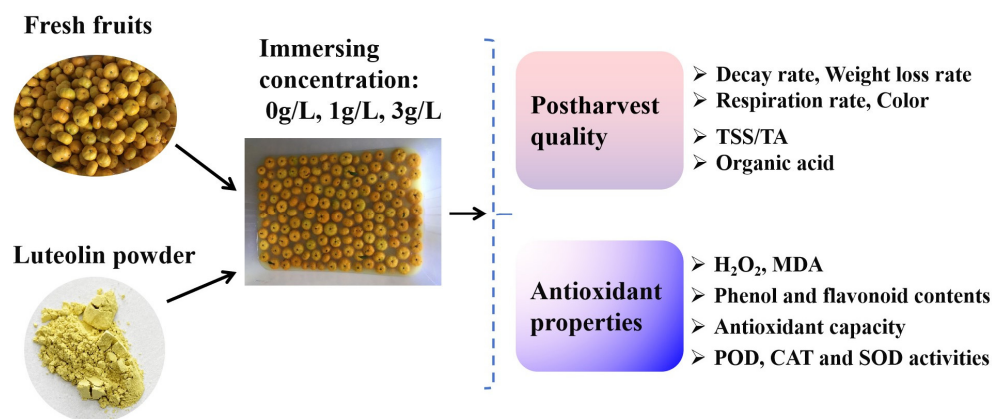 Fresh fruits
Luteolin powder
Immersing
concentration:
0g/L, 1g/L, 3g/L
Postharvest
quality
➢ Decay rate, Weight loss rate
➢ Respiration rate, Color
➢ TSS/TA
➢ Organic acid
Antioxidant
properties
➢ H₂O₂, MDA
➢ Phenol and flavonoid contents
➢ Antioxidant capacity
➢ POD, CAT and SOD activities